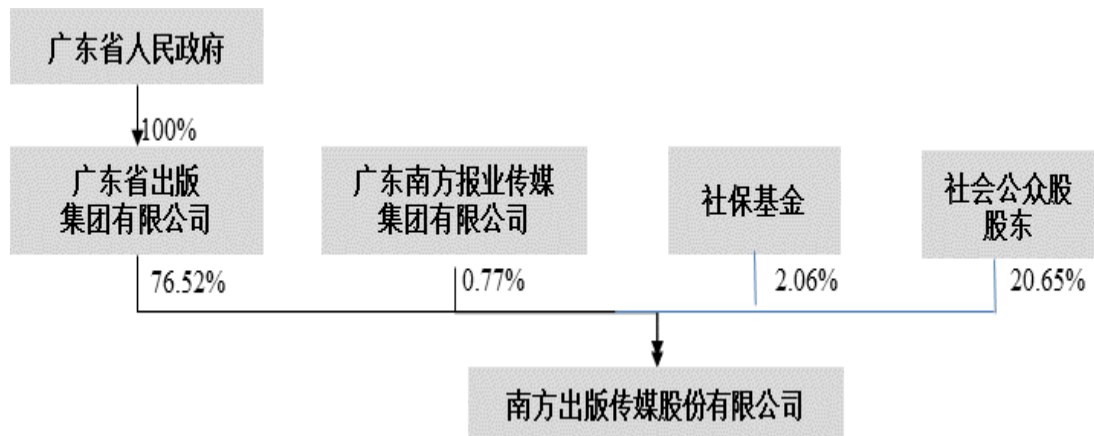 广东省人民政府
100%
广东省出版
集团有限公司
广东南方报业传媒
集团有限公司
社保基金
社会公众股
股东
76.52%
0.77%
2.06%
20.65%
南方出版传媒股份有限公司